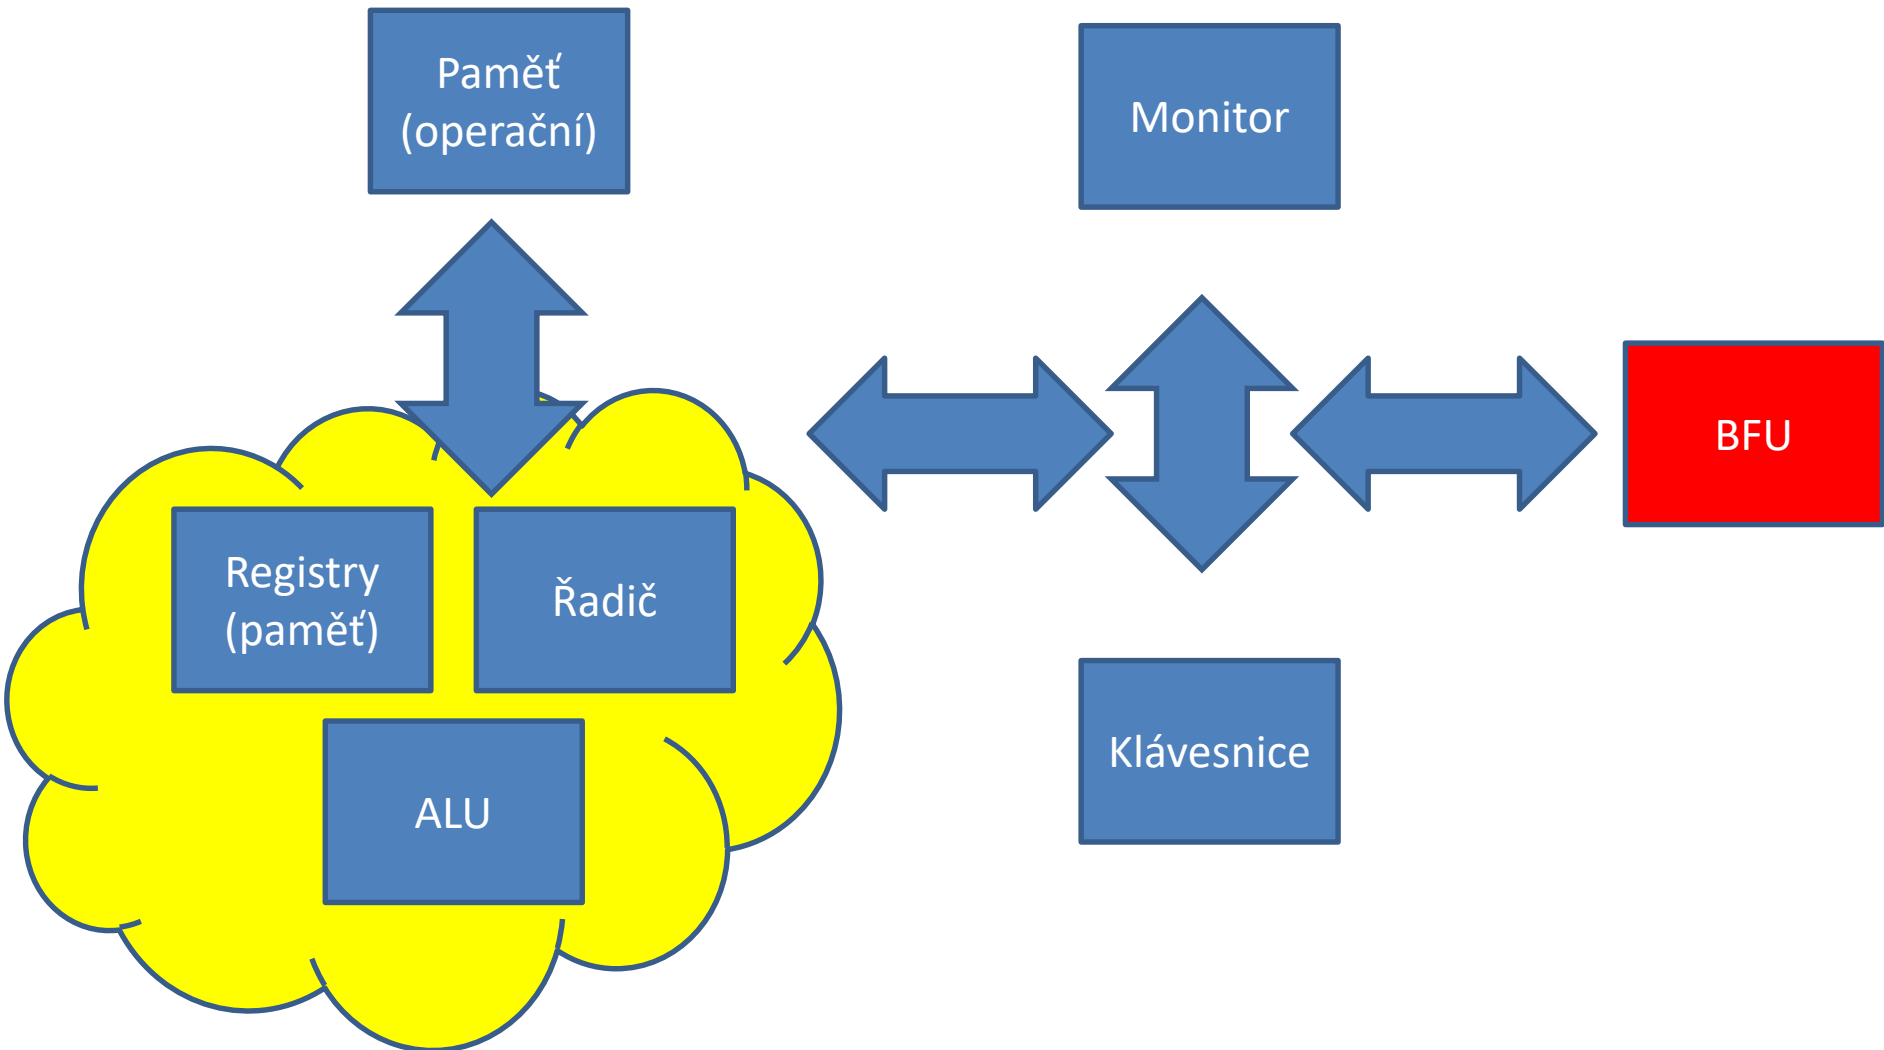 Paměť
(operační)
Monitor
BFU
Registry
(paměť)
Řadič
Klávesnice
ALU